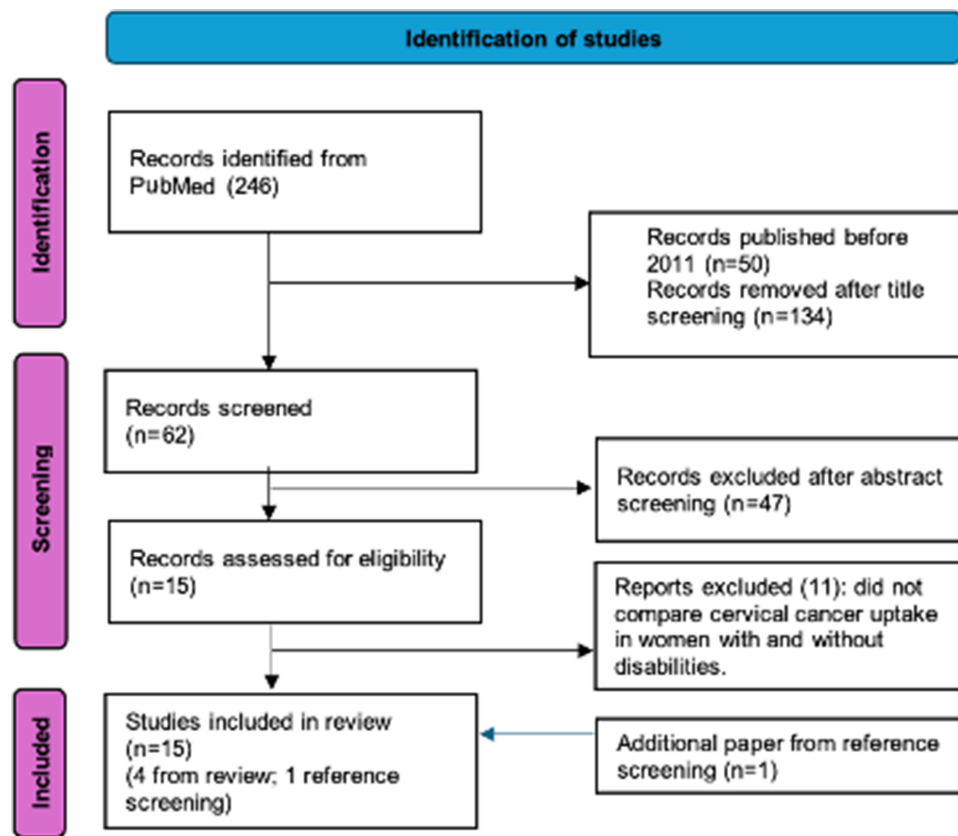 Identification of studies
Identification
Records identified from
PubMed (246)
Records published before
2011 (n=50)
Records removed after title
screening (n=134)
Screening
Records screened
(n=62)
Records excluded after abstract
screening (n=47)
Records assessed for eligibility
(n=15)
Reports excluded (11): did not
compare cervical cancer uptake
in women with and without
disabilities.
Included
Studies included in review
(n=15)
(4 from review; 1 reference
screening)
Additional paper from reference
screening (n=1)